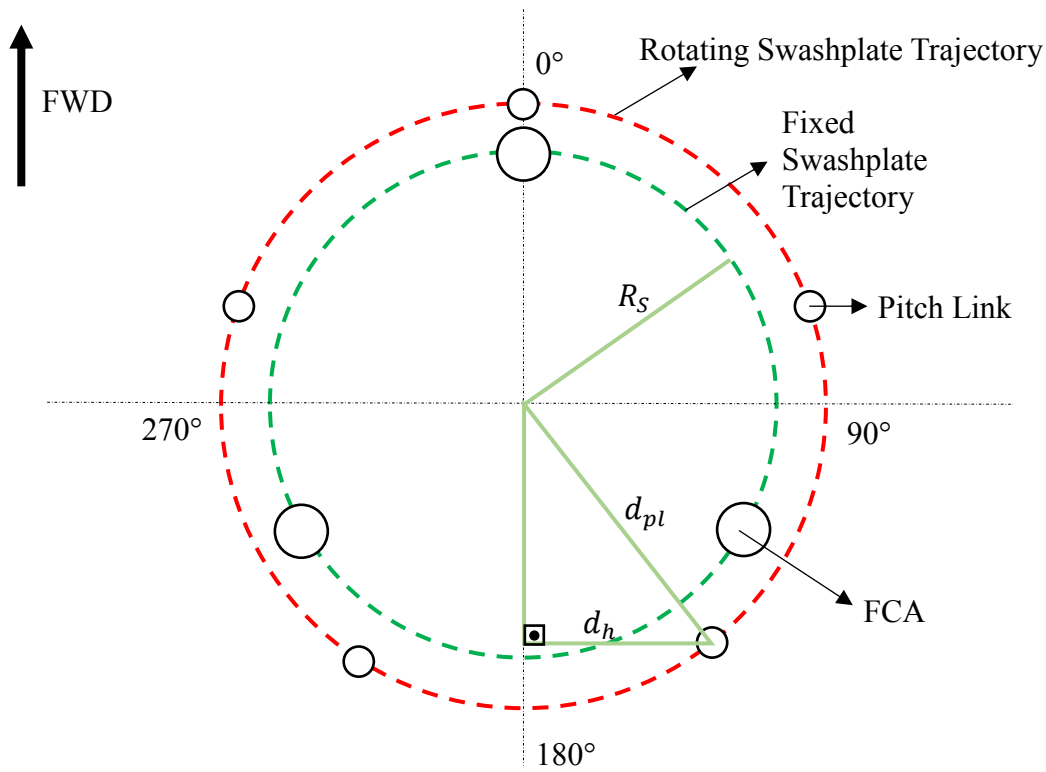 Rotating Swashplate Trajectory
0°
FWD
Fixed
Swashplate
Trajectory
R_S
Pitch Link
270°
90°
d_pl
FCA
d_h
180°